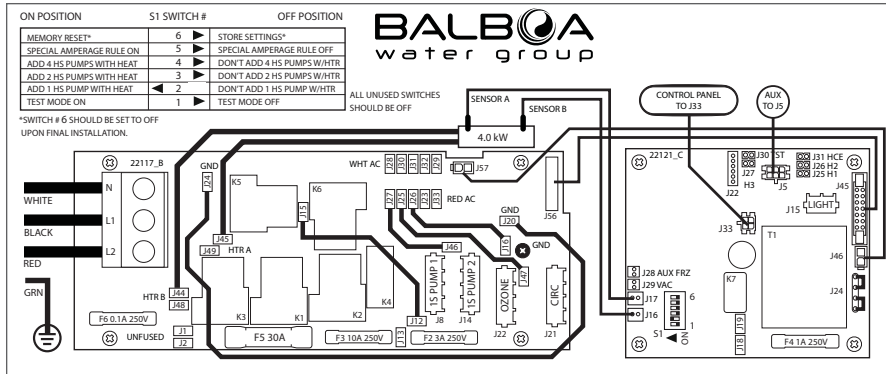 ON POSITION S1 SWITCH # OFF POSITION
MEMORY RESET* 6 STORE SETTINGS*
SPECIAL AMPERAGE RULE ON 5 SPECIAL AMPERAGE RULE OFF
ADD 4 HS PUMPS WITH HEAT 4 DON'T ADD 4 HS PUMPS W/HTR
ADD 2 HS PUMPS WITH HEAT 3 DON'T ADD 2 HS PUMPS W/HTR
ADD 1 HS PUMP WITH HEAT 2 DON'T ADD 1 HS PUMP W/HTR
TEST MODE ON 1 TEST MODE OFF
*SWITCH # 6 SHOULD BE SET TO OFF
UPON FINAL INSTALLATION.
ALL UNUSED SWITCHES
SHOULD BE OFF
BALBOA
water group
SENSOR A
SENSOR B
4.0 kW
CONTROL PANEL
TO J33
AUX
TO J5
22117_B
N
WHITE
L1
BLACK
L2
RED
GRN
GND
J24
K5
K6
J15
J45
J49
HTR A
HTR B
J44
J48
K3
K1
K2
K4
F6 0.1A 250V
UNFUSED
J1
J2
F5 30A
F3 10A 250V
J13
J12
F2 3A 250V
WHT AC
J28
J30
J31
J32
J29
J57
RED AC
J27
J25
J26
J23
J33
J46
1S PUMP 1
J8
1S PUMP 2
J14
GND
J20
J16
GND
J47
J56
OZONE
J22
CIRC
J21
22121_C
J22
J30 TST
J27
H3
J5
J31 HCE
J26 H2
J25 H1
J45
J15
LIGHT
J33
T1
J46
J24
J28 AUX FRZ
J29 VAC
J17
J16
S1
6
1
ON
K7
J19
J18
F4 1A 250V